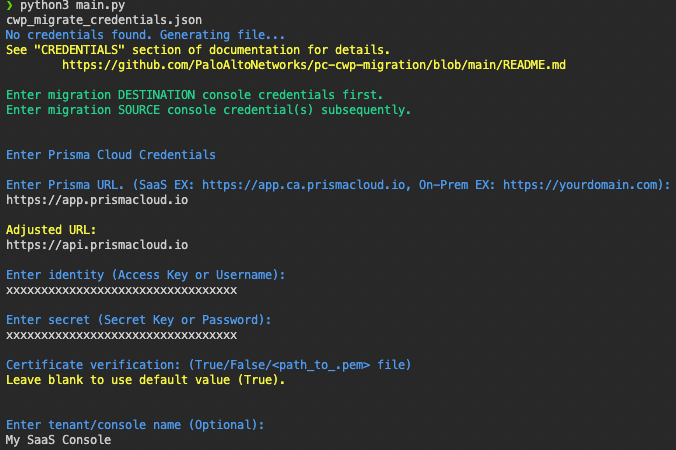 ❯ python3 main.py
cwp_migrate_credentials.json
No credentials found. Generating file...
See "CREDENTIALS" section of documentation for details.
https://github.com/PaloAltoNetworks/pc-cwp-migration/blob/main/README.md
Enter migration DESTINATION console credentials first.
Enter migration SOURCE console credential(s) subsequently.
Enter Prisma Cloud Credentials
Enter Prisma URL. (SaaS EX: https://app.ca.prismacloud.io, On-Prem EX: https://yourdomain.com):
https://app.prismacloud.io
Adjusted URL:
https://api.prismacloud.io
Enter identity (Access Key or Username):
xxxxxxxxxxxxxxxxxxxxxxxxxxxxxxxxx
Enter secret (Secret Key or Password):
xxxxxxxxxxxxxxxxxxxxxxxxxxxxxxxxx
Certificate verification: (True/False/<path_to_.pem> file)
Leave blank to use default value (True).
Enter tenant/console name (Optional):
My SaaS Console